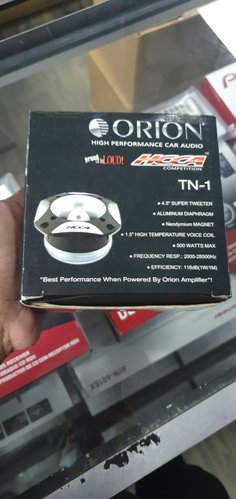 ORION
HIGH PERFORMANCE CAR AUDIO
LOUD!
HCCA
COMPETITION
TN-1
4.5" SUPER TWEETER
ALUMINUM DIAPHRAGM
Neodymium MAGNET
1.5" HIGH TEMPERATURE VOICE COIL
500 WATTS MAX
FREQUENCY RESP.: 2000-28500Hz
EFFICIENCY: 118dB(1W/1M)
HCCA
"Best Performance When Powered By Orion Amplifier"!